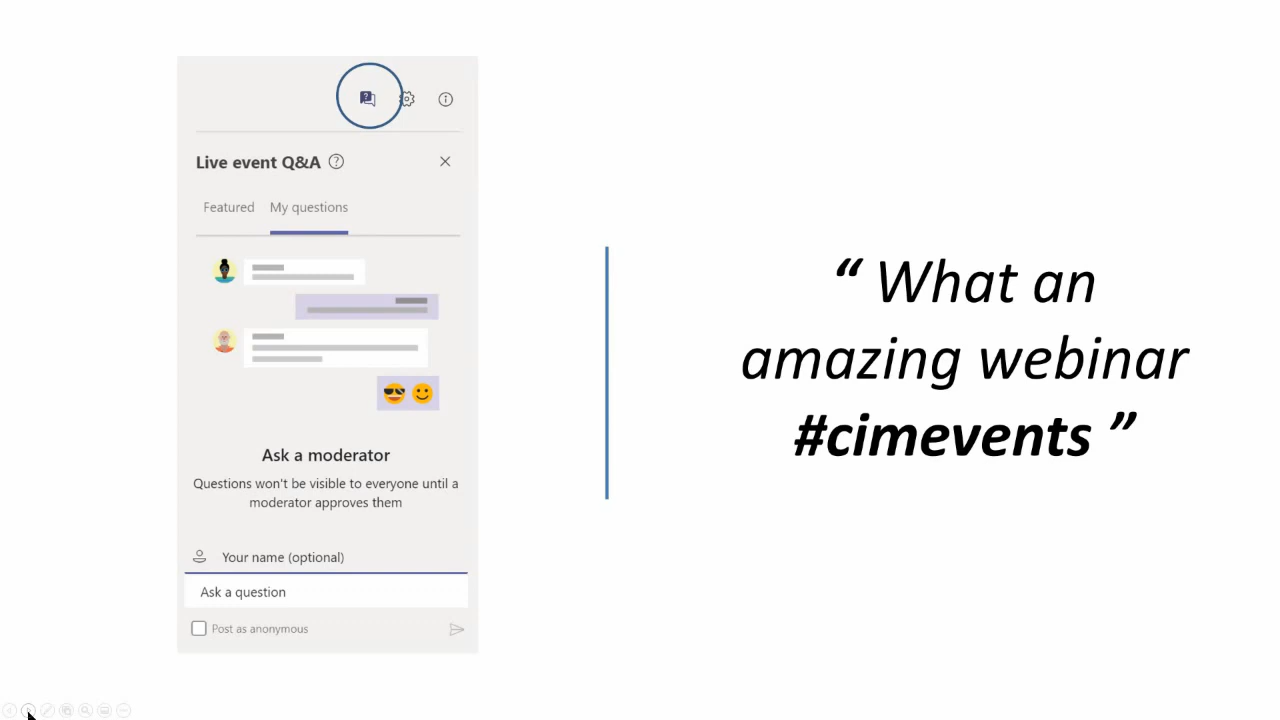 Live event Q&A
Featured My questions
Ask a moderator
Questions won't be visible to everyone until a
moderator approves them
Your name (optional)
Ask a question
Post as anonymous
“ What an
amazing webinar
#cimevents ”